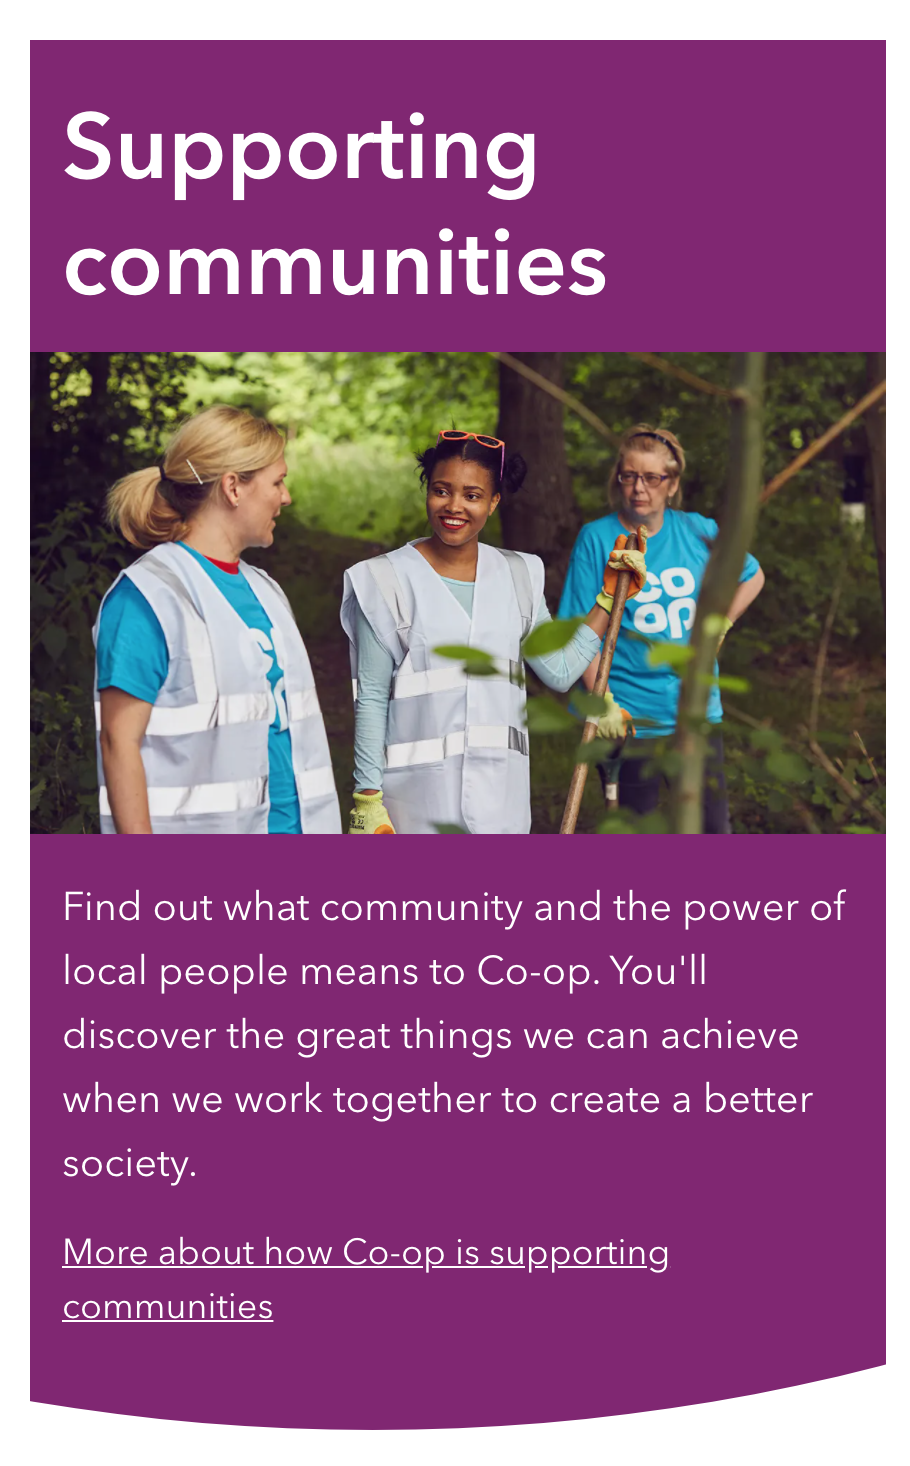 Supporting
communities
co
op
Find out what community and the power of
local people means to Co-op. You'll
discover the great things we can achieve
when we work together to create a better
society.
More about how Co-op is supporting
communities